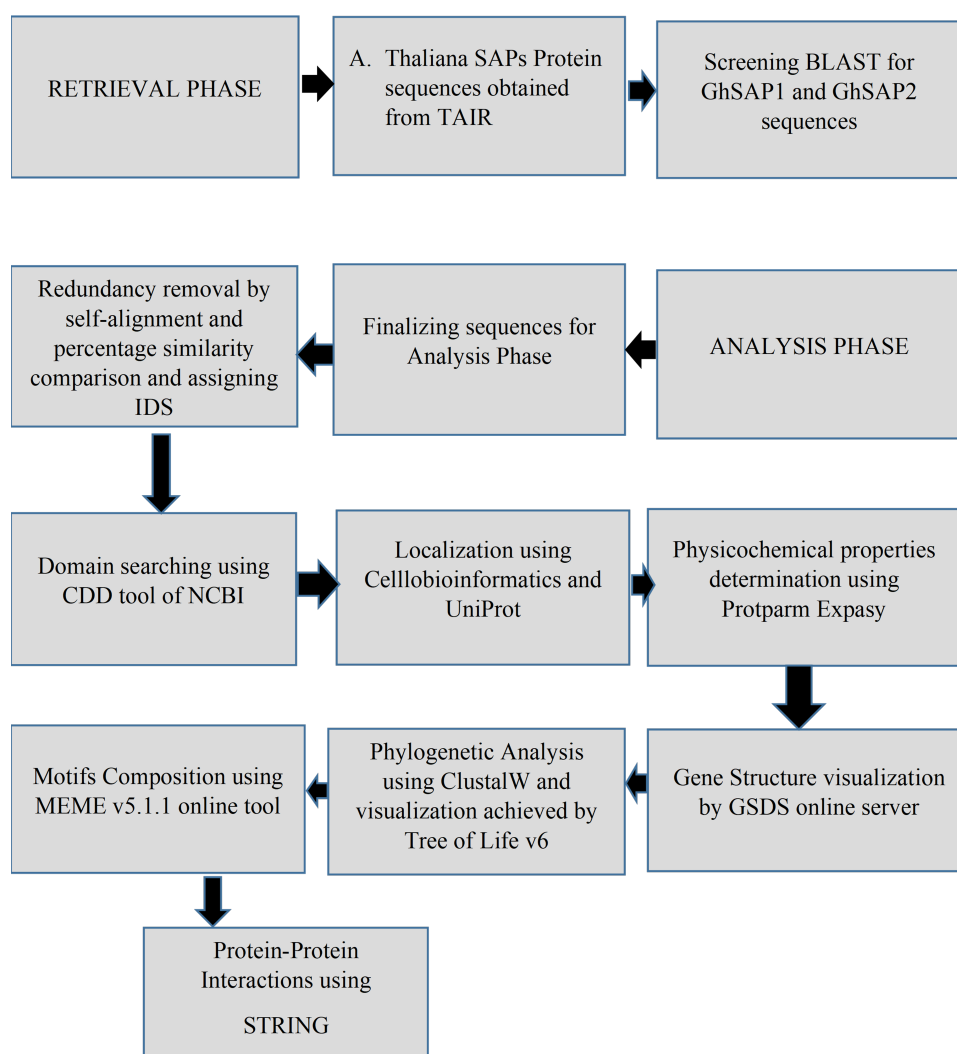 RETRIEVAL PHASE
A. Thaliana SAPs Protein
sequences obtained
from TAIR
Screening BLAST for
GhSAP1 and GhSAP2
sequences
Redundancy removal by
self-alignment and
percentage similarity
comparison and assigning
IDS
Finalizing sequences for
Analysis Phase
ANALYSIS PHASE
Domain searching using
CDD tool of NCBI
Localization using
Cellobioinformatics and
UniProt
Physicochemical properties
determination using
Protparm Expasy
Motifs Composition using
MEME v5.1.1 online tool
Phylogenetic Analysis
using ClustalW and
visualization achieved by
Tree of Life v6
Gene Structure visualization
by GSDS online server
Protein-Protein
Interactions using
STRING